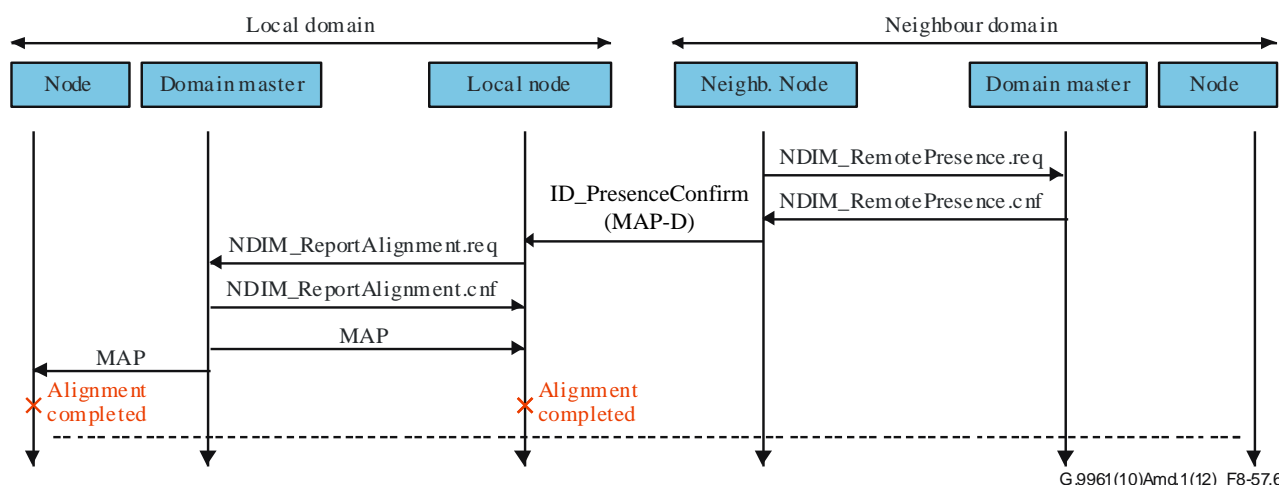 Local domain
Neighbour domain
Node
Domain master
Local node
Neighb. Node
Domain master
Node
NDIM_RemotePresence.req
ID_PresenceConfirm
(MAP-D)
NDIM_RemotePresence.cnf
NDIM_ReportAlignment.req
NDIM_ReportAlignment.cnf
MAP
MAP
Alignment
completed
Alignment
completed
G.9961(10)Amd.1(12)_F8-57.6